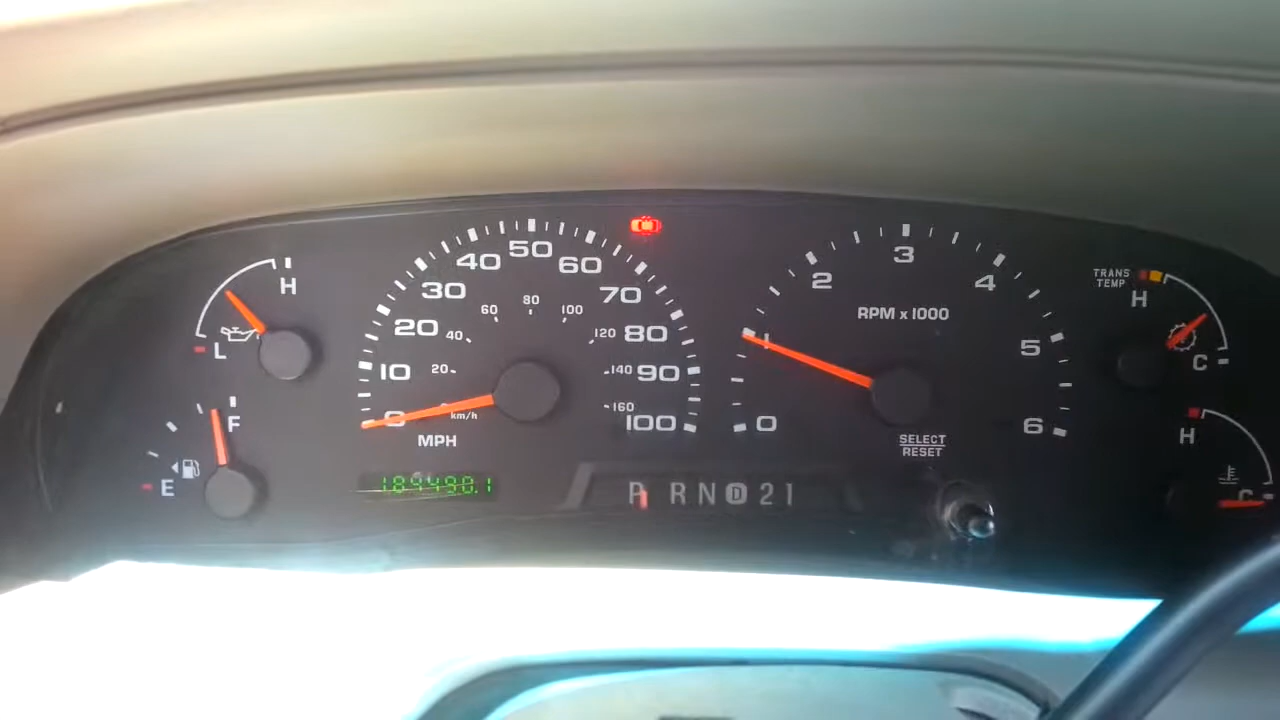 H
L
F
E
0 10 20 30 40 50 60 70 80 90 100
20 40 60 80 100 120 140 160
km/h
MPH
0 1 2 3 4 5 6
RPM x 1000
SELECT
RESET
P R N D 2 1
TRANS
TEMP
H
C
H
C